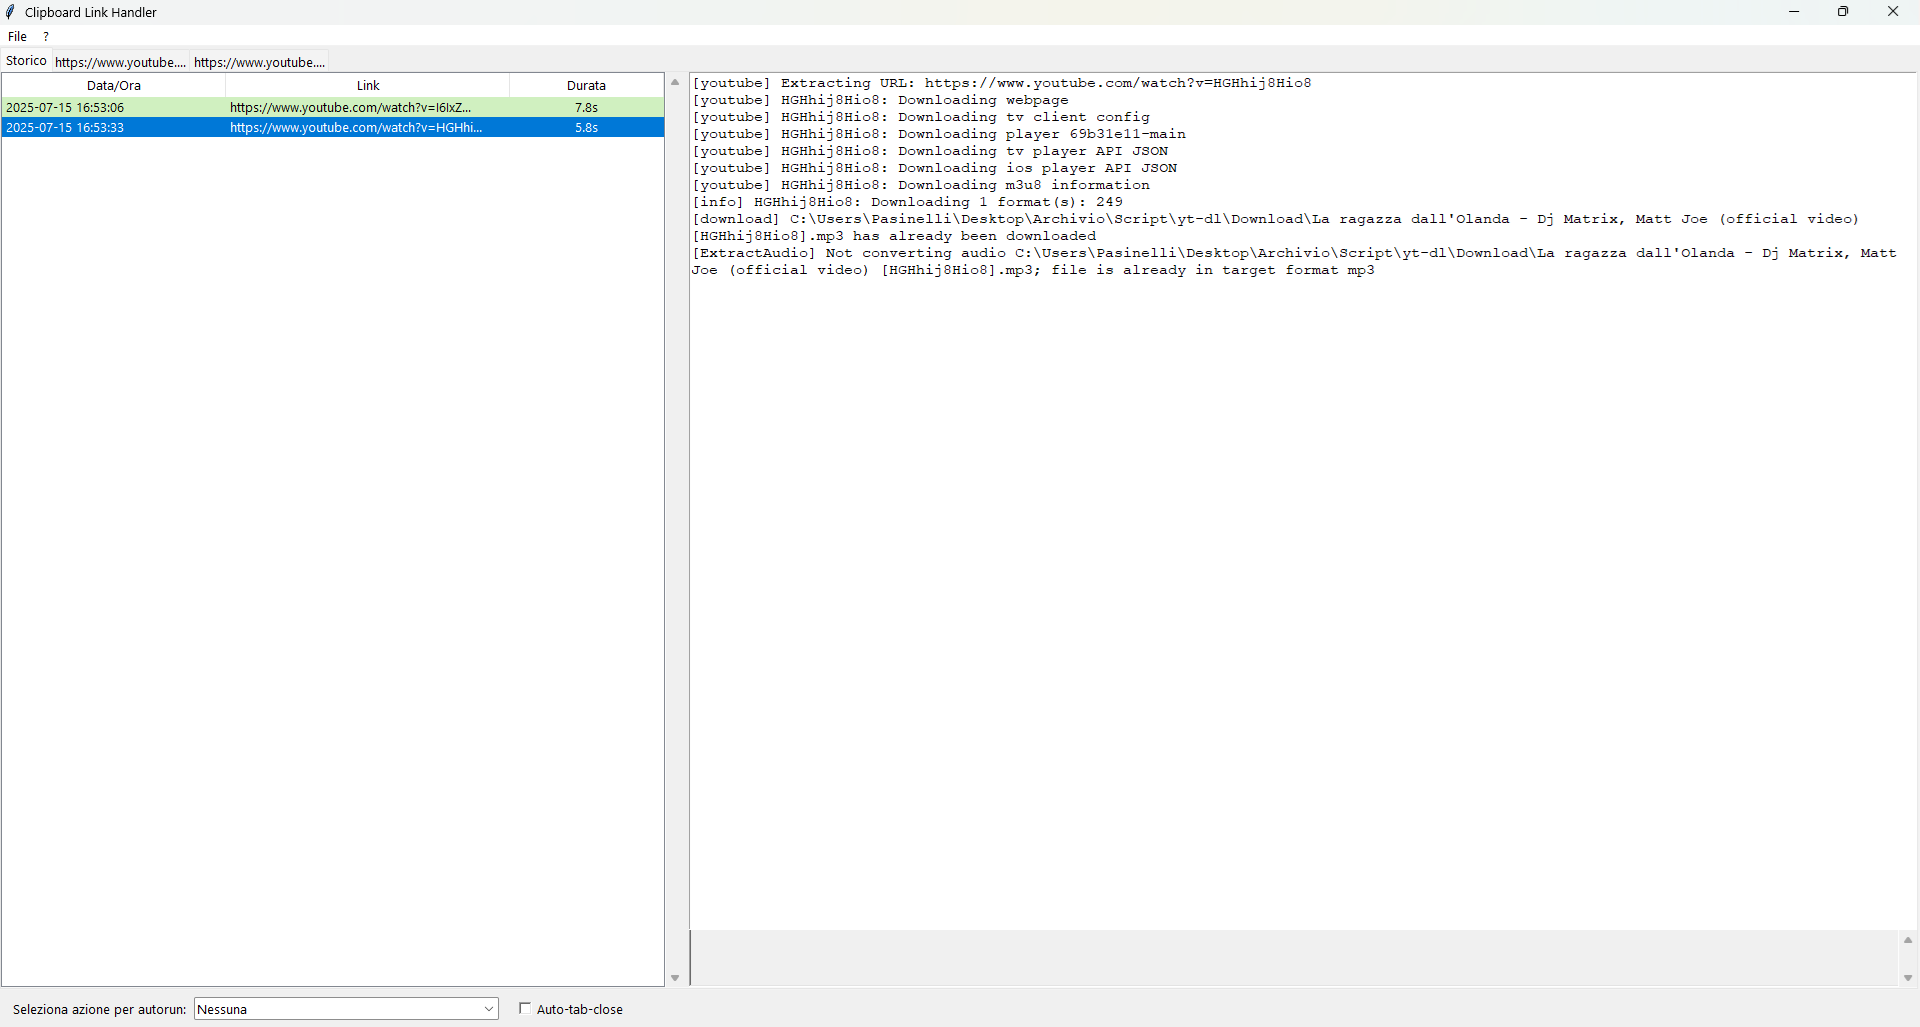 Clipboard Link Handler
File ?
Storico https://www.youtube.... https://www.youtube....
Data/Ora Link Durata
2025-07-15 16:53:06 https://www.youtube.com/watch?v=I6IxZ... 7.8s
2025-07-15 16:53:33 https://www.youtube.com/watch?v=HGHhi... 5.8s
[youtube] Extracting URL: https://www.youtube.com/watch?v=HGHhij8Hio8
[youtube] HGHhij8Hio8: Downloading webpage
[youtube] HGHhij8Hio8: Downloading tv client config
[youtube] HGHhij8Hio8: Downloading player 69b31e11-main
[youtube] HGHhij8Hio8: Downloading tv player API JSON
[youtube] HGHhij8Hio8: Downloading ios player API JSON
[youtube] HGHhij8Hio8: Downloading m3u8 information
[info] HGHhij8Hio8: Downloading 1 format(s): 249
[download] C:\Users\Pasinelli\Desktop\Archivio\Script\yt-dl\Download\La ragazza dall'Olanda - Dj Matrix, Matt Joe (official video)
[HGHhij8Hio8].mp3 has already been downloaded
[ExtractAudio] Not converting audio C:\Users\Pasinelli\Desktop\Archivio\Script\yt-dl\Download\La ragazza dall'Olanda - Dj Matrix, Matt
Joe (official video) [HGHhij8Hio8].mp3; file is already in target format mp3
Seleziona azione per autorun: Nessuna Auto-tab-close